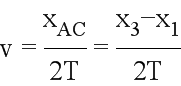 v = x_AC / 2T = x_3 − x_1 / 2T